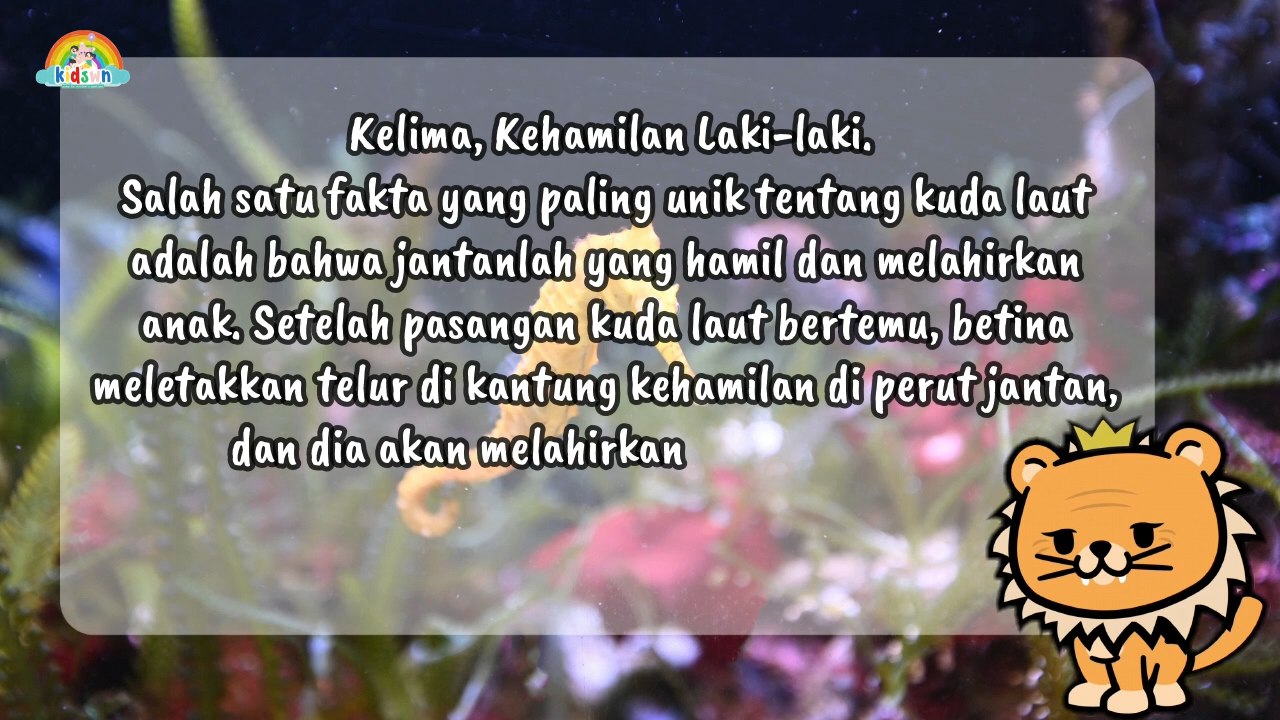 kidswn
Kelima, Kehamilan Laki-laki.
Salah satu fakta yang paling unik tentang kuda laut
adalah bahwa jantanlah yang hamil dan melahirkan
anak. Setelah pasangan kuda laut bertemu, betina
meletakkan telur di kantung kehamilan di perut jantan,
dan dia akan melahirkan